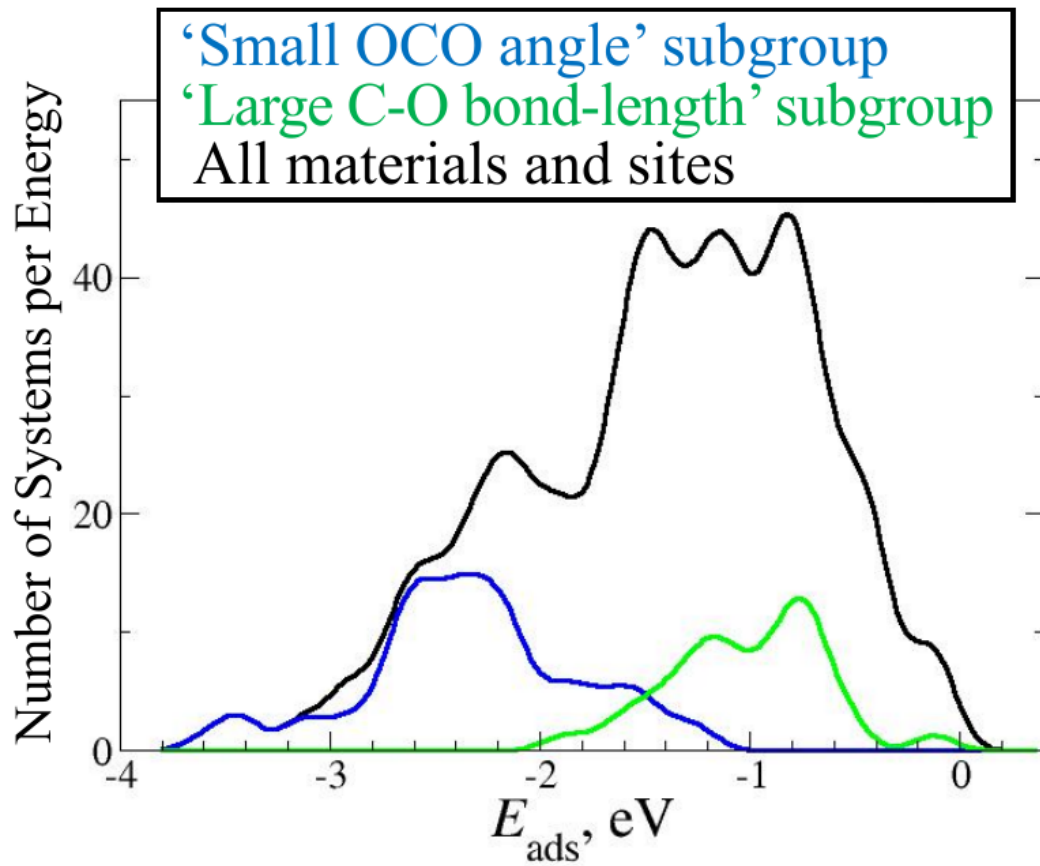 ‘Small OCO angle’ subgroup
‘Large C-O bond-length’ subgroup
All materials and sites
Number of Systems per Energy
40
20
0
-4
-3
-2
-1
0
E_ads, eV